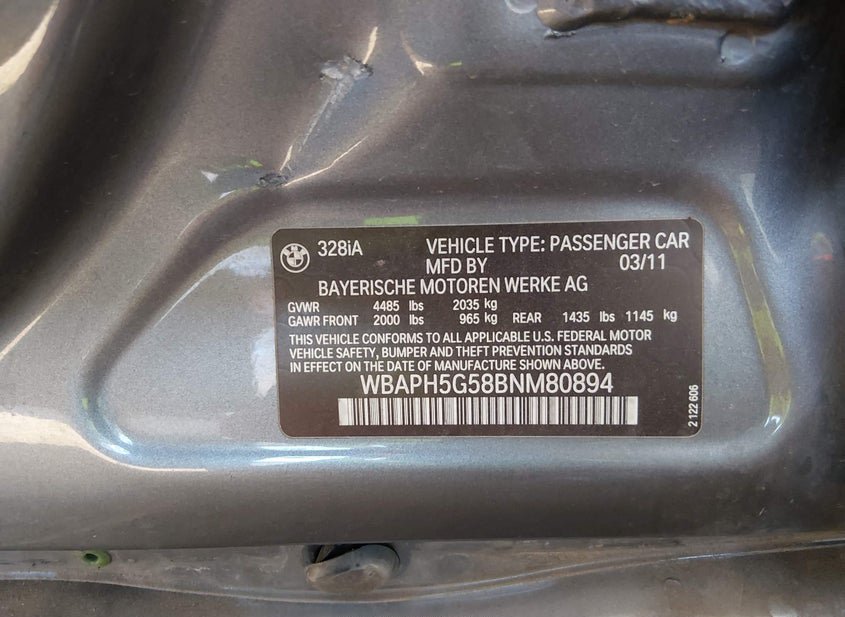 BMW 328iA VEHICLE TYPE: PASSENGER CAR
MFD BY 03/11
BAYERISCHE MOTOREN WERKE AG
GVWR 4485 lbs 2035 kg
GAWR FRONT 2000 lbs 965 kg REAR 1435 lbs 1145 kg
THIS VEHICLE CONFORMS TO ALL APPLICABLE U.S. FEDERAL MOTOR
VEHICLE SAFETY, BUMPER AND THEFT PREVENTION STANDARDS
IN EFFECT ON THE DATE OF MANUFACTURE SHOWN ABOVE.
WBAPH5G58BNM80894
2 122 606